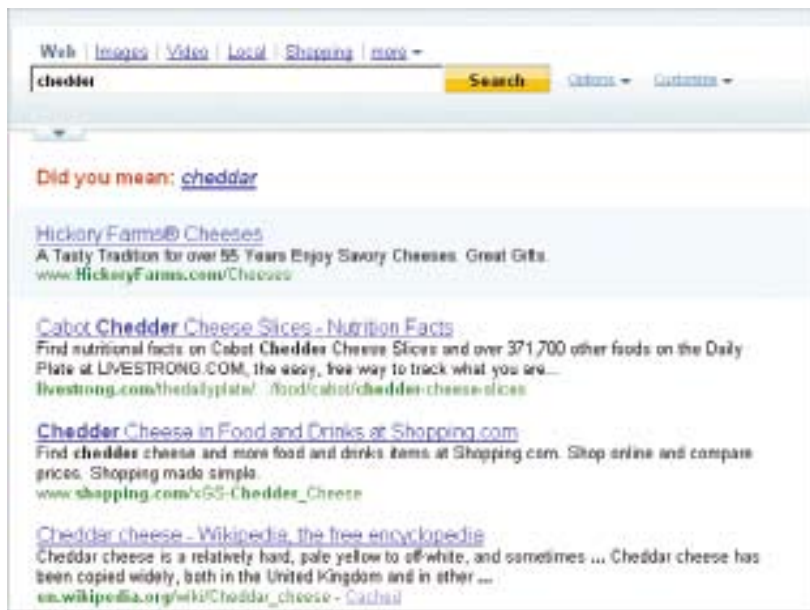 Web | Images | Video | Local | Shopping | more
chedder Search Options Customize
Did you mean: cheddar
Hickory Farms® Cheeses
A Tasty Tradition for over 55 Years Enjoy Savory Cheeses. Great Gifts.
www.HickoryFarms.com/Cheeses
Cabot Chedder Cheese Slices - Nutrition Facts
Find nutritional facts on Cabot Chedder Cheese Slices and over 371,700 other foods on the Daily
Plate at LIVESTRONG.COM, the easy, free way to track what you are...
livestrong.com/thedailyplate/...food/cabot/chedder-cheese-slices
Chedder Cheese in Food and Drinks at Shopping.com
Find chedder cheese and more food and drinks items at Shopping.com. Shop online and compare
prices. Shopping made simple.
www.shopping.com/xGS-Chedder_Cheese
Cheddar cheese - Wikipedia, the free encyclopedia
Cheddar cheese is a relatively hard, pale yellow to off-white, and sometimes ... Cheddar cheese has
been copied widely, both in the United Kingdom and in other ...
en.wikipedia.org/wiki/Cheddar_cheese - Cached